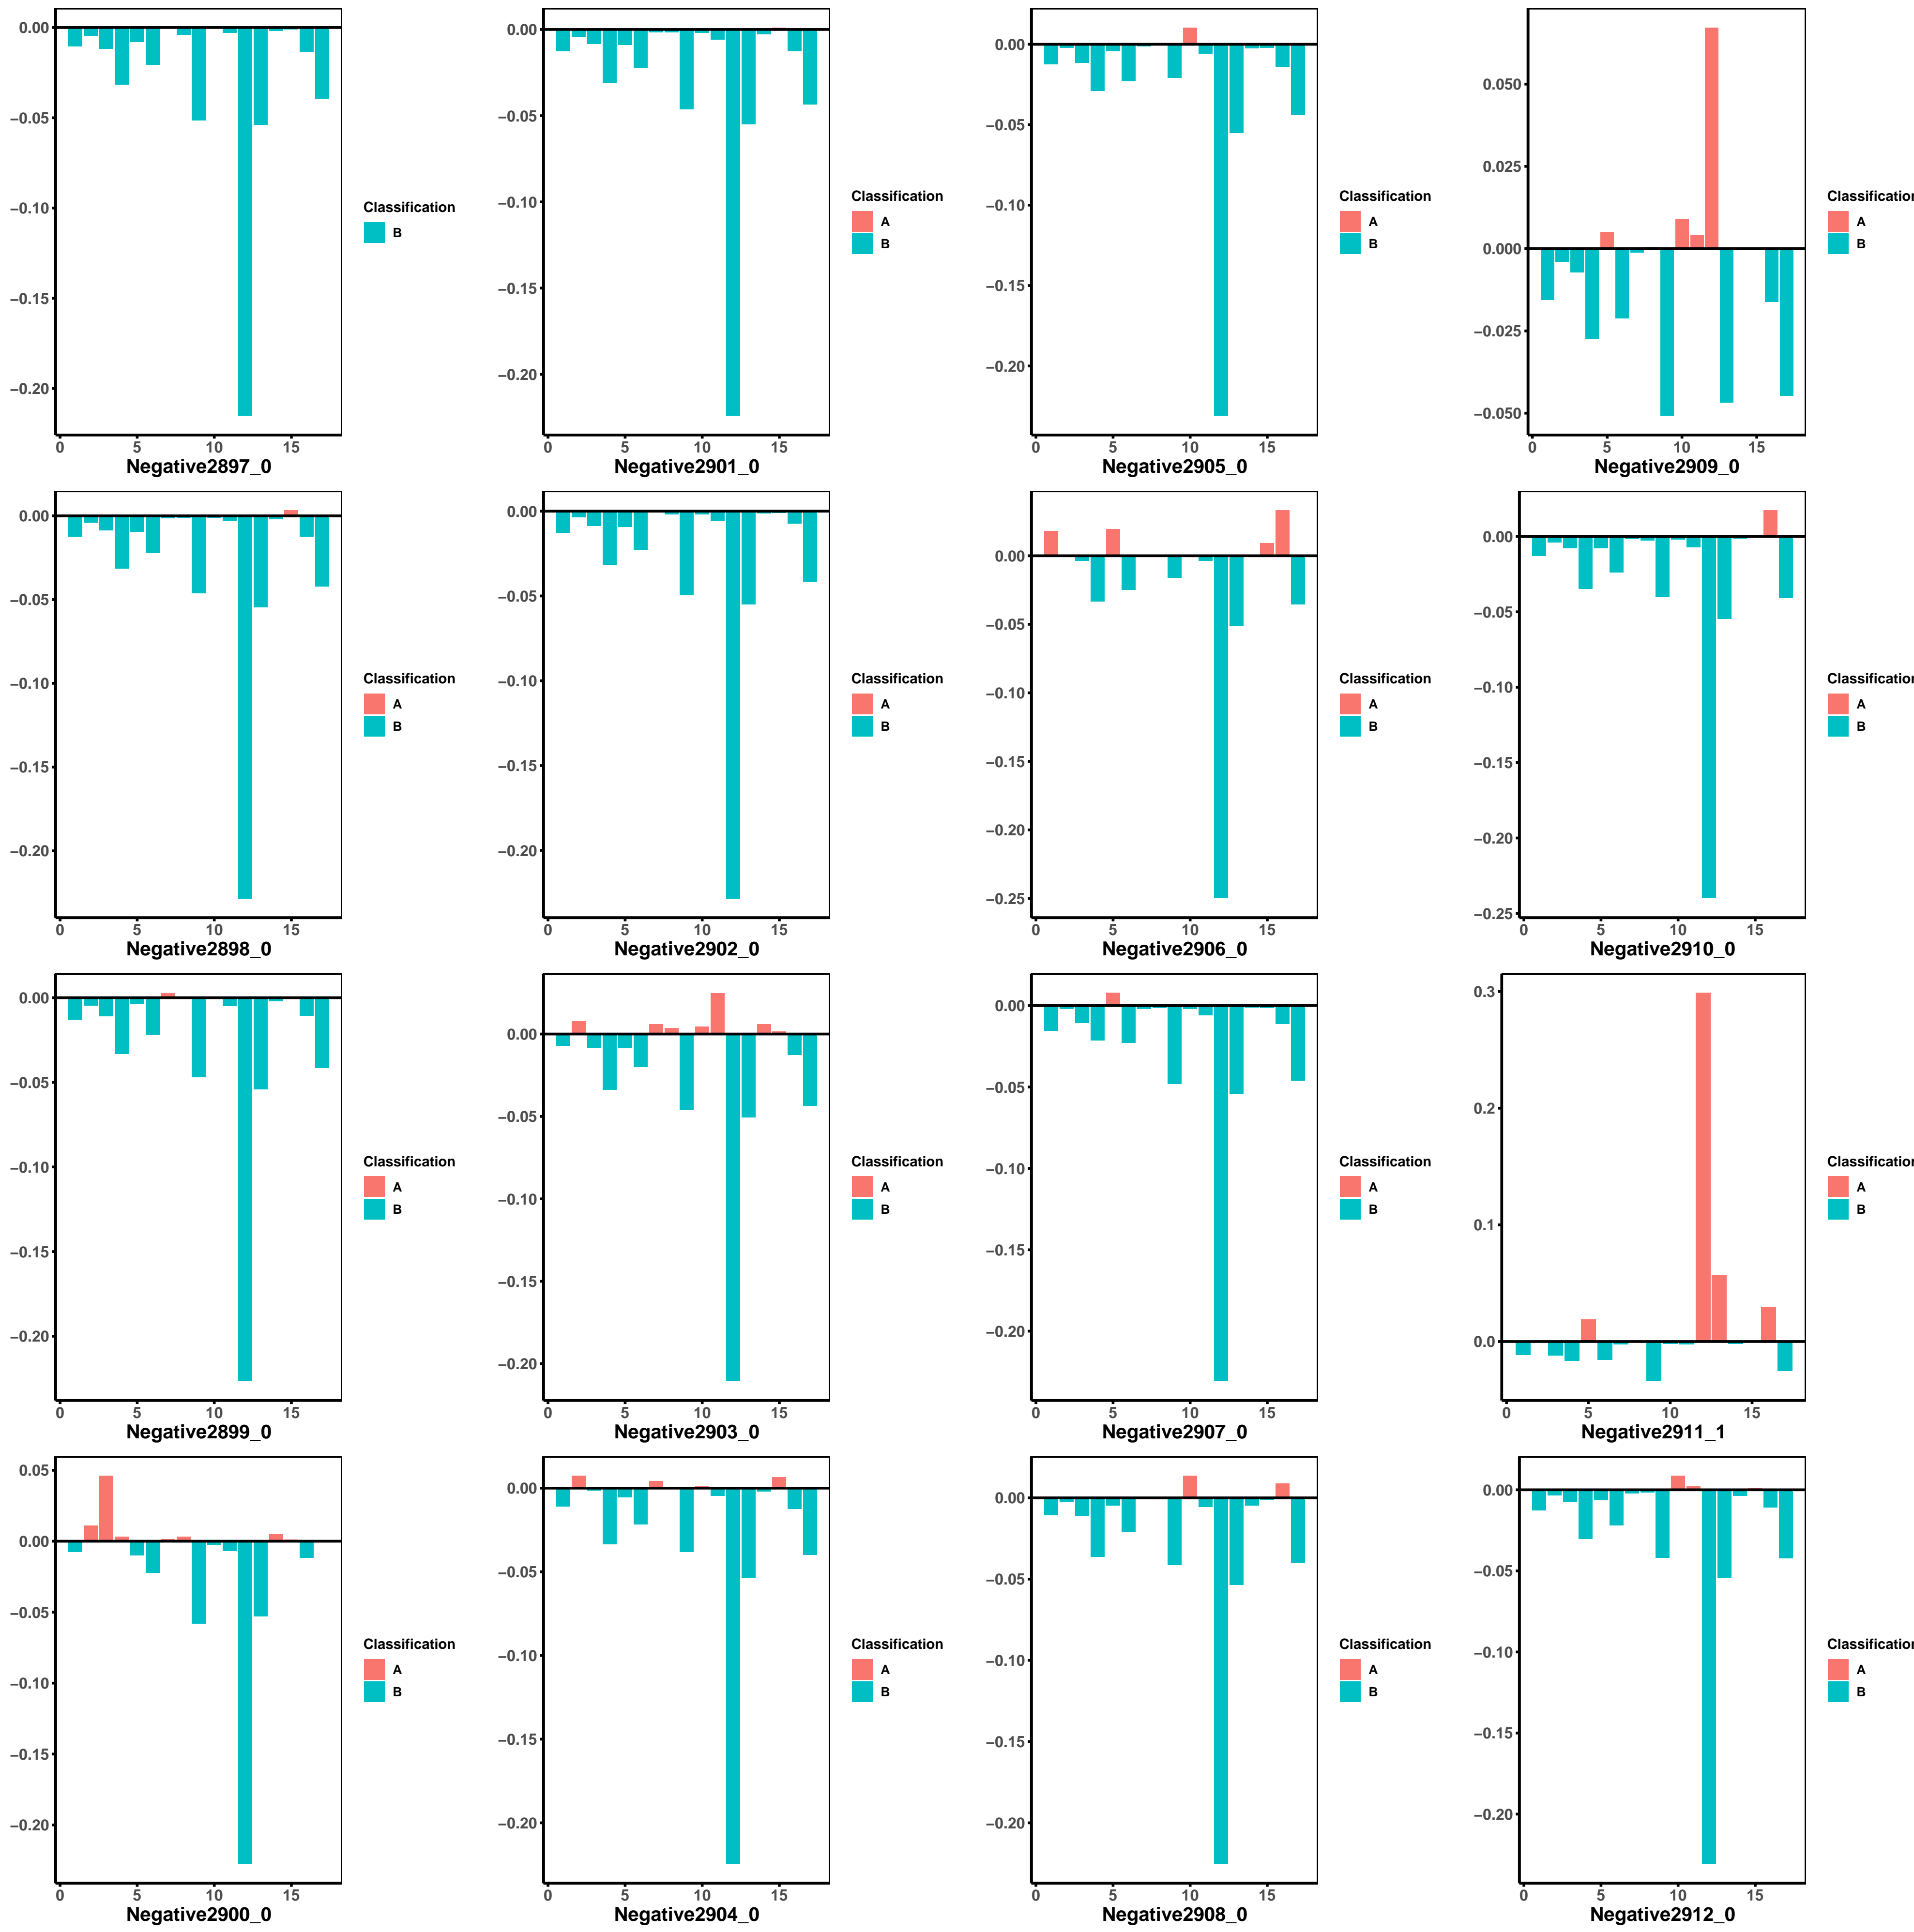 0.00
−0.05
−0.10
−0.15
−0.20
0 5 10 15
Negative2897_0
Classification
B
0.00
−0.05
−0.10
−0.15
−0.20
0 5 10 15
Negative2901_0
Classification
A
B
0.00
−0.05
−0.10
−0.15
−0.20
0 5 10 15
Negative2905_0
Classification
A
B
0.050
0.025
0.000
−0.025
−0.050
0 5 10 15
Negative2909_0
Classification
A
B
0.00
−0.05
−0.10
−0.15
−0.20
0 5 10 15
Negative2898_0
Classification
A
B
0.00
−0.05
−0.10
−0.15
−0.20
0 5 10 15
Negative2902_0
Classification
A
B
0.00
−0.05
−0.10
−0.15
−0.20
−0.25
0 5 10 15
Negative2906_0
Classification
A
B
0.00
−0.05
−0.10
−0.15
−0.20
−0.25
0 5 10 15
Negative2910_0
Classification
A
B
0.00
−0.05
−0.10
−0.15
−0.20
0 5 10 15
Negative2899_0
Classification
A
B
0.00
−0.05
−0.10
−0.15
−0.20
0 5 10 15
Negative2903_0
Classification
A
B
0.00
−0.05
−0.10
−0.15
−0.20
0 5 10 15
Negative2907_0
Classification
A
B
0.3
0.2
0.1
0.0
0 5 10 15
Negative2911_1
Classification
A
B
0.05
0.00
−0.05
−0.10
−0.15
−0.20
0 5 10 15
Negative2900_0
Classification
A
B
0.00
−0.05
−0.10
−0.15
−0.20
0 5 10 15
Negative2904_0
Classification
A
B
0.00
−0.05
−0.10
−0.15
−0.20
0 5 10 15
Negative2908_0
Classification
A
B
0.00
−0.05
−0.10
−0.15
−0.20
0 5 10 15
Negative2912_0
Classification
A
B